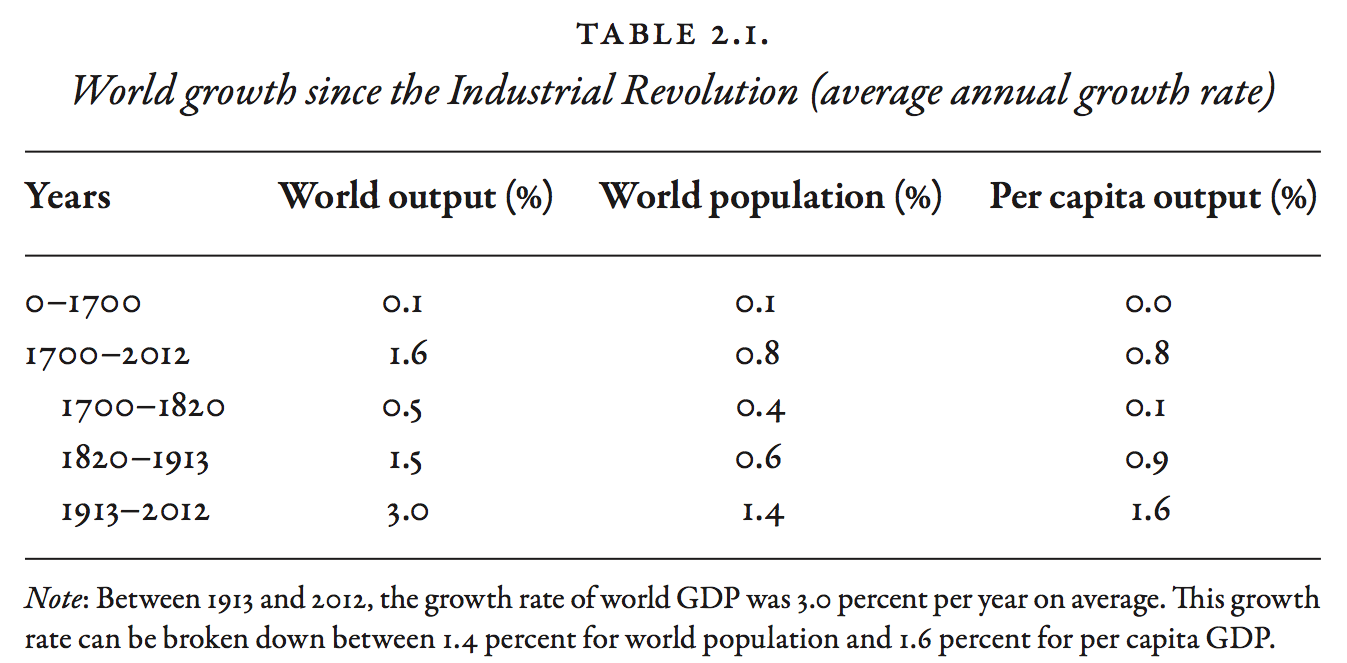 TABLE 2.1.
World growth since the Industrial Revolution (average annual growth rate)
Years World output (%) World population (%) Per capita output (%)
0–1700 0.1 0.1 0.0
1700–2012 1.6 0.8 0.8
1700–1820 0.5 0.4 0.1
1820–1913 1.5 0.6 0.9
1913–2012 3.0 1.4 1.6
Note: Between 1913 and 2012, the growth rate of world GDP was 3.0 percent per year on average. This growth
rate can be broken down between 1.4 percent for world population and 1.6 percent for per capita GDP.